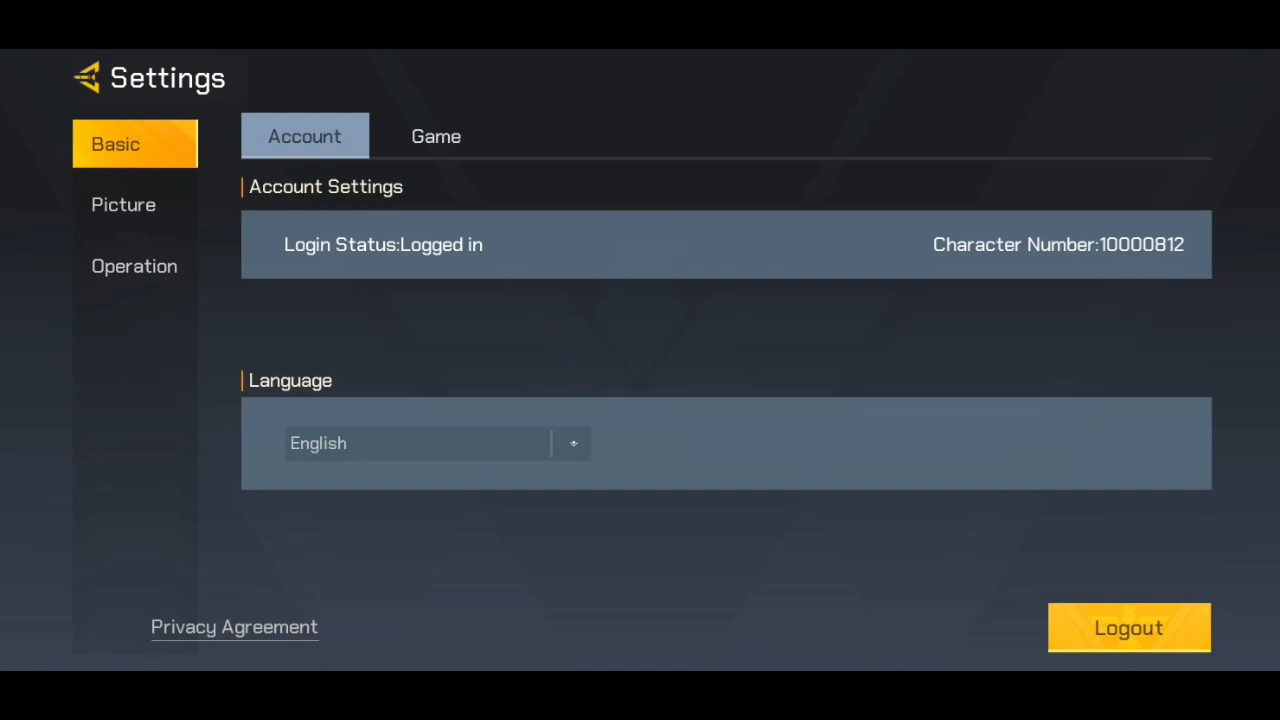 Settings
Basic
Account
Game
Account Settings
Picture
Login Status:Logged in
Character Number:10000812
Operation
Language
English
Privacy Agreement
Logout